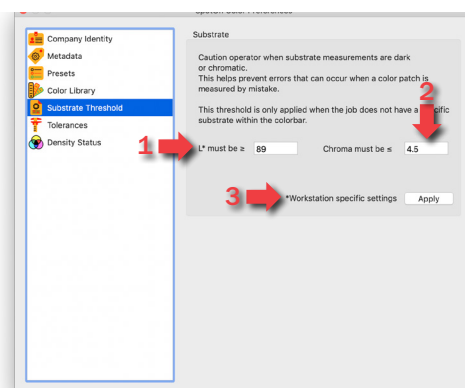 Company Identity
Metadata
Presets
Color Library
Substrate Threshold
Tolerances
Density Status
Substrate
Caution operator when substrate measurements are dark
or chromatic.
This helps prevent errors that can occur when a color patch is
measured by mistake.
This threshold is only applied when the job does not have a
substrate within the colorbar.
L* must be ≥ 89 Chroma must be ≤ 4.5
*Workstation specific settings Apply
1
2
3